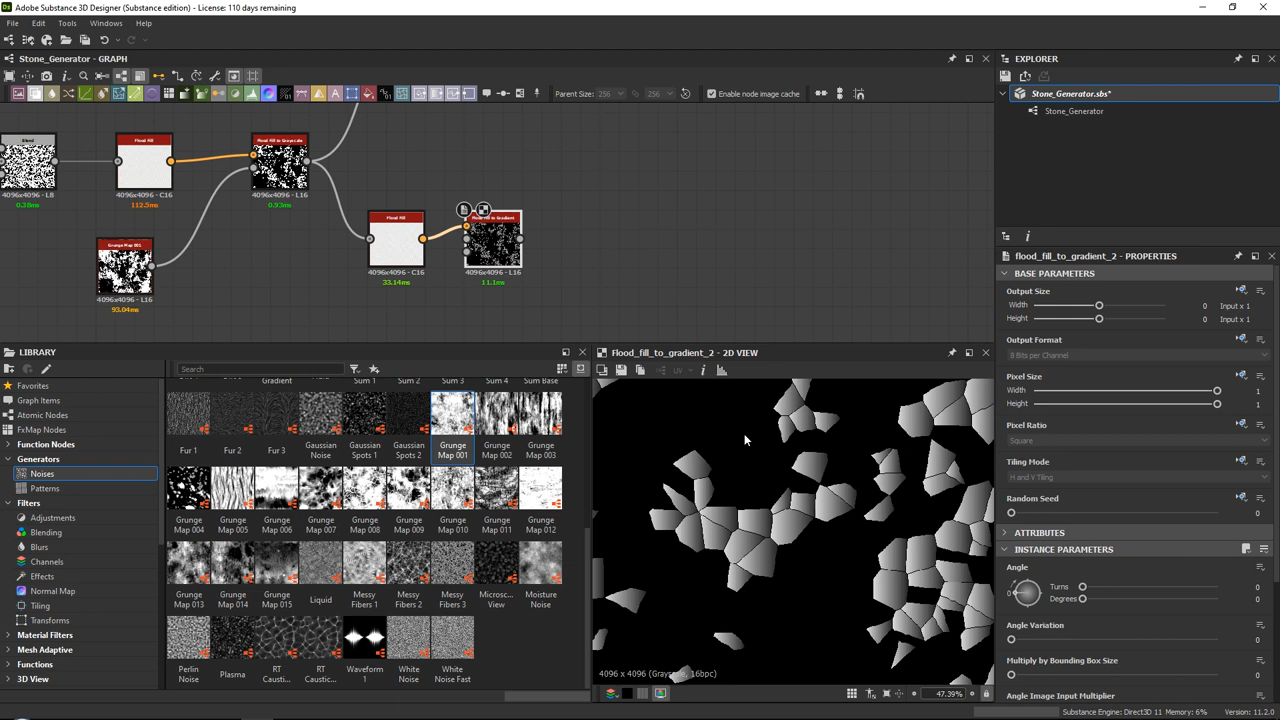 Adobe Substance 3D Designer (Substance edition) - License: 110 days remaining
File Edit Tools Windows Help
Stone_Generator - GRAPH
Parent Size: 256 256
Enable node image cache
Blend
4096x4096 - L8
0.38ms
Flood Fill
4096x4096 - C16
112.5ms
Flood Fill to Grayscale
4096x4096 - L16
0.93ms
Grunge Map 001
4096x4096 - L16
93.04ms
Flood Fill
4096x4096 - C16
33.14ms
Flood Fill to Gradient
4096x4096 - L16
11.1ms
EXPLORER
Stone_Generator.sbs*
Stone_Generator
flood_fill_to_gradient_2 - PROPERTIES
BASE PARAMETERS
Output Size
Width 0 Input x 1
Height 0 Input x 1
Output Format
8 Bits per Channel
Pixel Size
Width 1
Height 1
Pixel Ratio
Square
Tiling Mode
H and V Tiling
Random Seed
0
ATTRIBUTES
INSTANCE PARAMETERS
Angle
0 Turns 0
Degrees 0
Angle Variation
0
Multiply by Bounding Box Size
0
Angle Image Input Multiplier
LIBRARY
Favorites
Graph Items
Atomic Nodes
FxMap Nodes
Function Nodes
Generators
Noises
Patterns
Filters
Adjustments
Blending
Blurs
Channels
Effects
Normal Map
Tiling
Transforms
Material Filters
Mesh Adaptive
Functions
3D View
Search
Gradient
Sum 1 Sum 2 Sum 3 Sum 4 Sum Base
Fur 1 Fur 2 Fur 3
Gaussian Noise
Gaussian Spots 1
Gaussian Spots 2
Grunge Map 001
Grunge Map 002
Grunge Map 003
Grunge Map 004
Grunge Map 005
Grunge Map 006
Grunge Map 007
Grunge Map 008
Grunge Map 009
Grunge Map 010
Grunge Map 011
Grunge Map 012
Grunge Map 013
Grunge Map 014
Grunge Map 015
Liquid
Messy Fibers 1
Messy Fibers 2
Messy Fibers 3
Microsc... View
Moisture Noise
Perlin Noise
Plasma
RT Causti...
RT Caustic...
Waveform 1
White Noise
White Noise Fast
Flood_fill_to_gradient_2 - 2D VIEW
UV
4096 x 4096 (Grayscale, 16bpc)
47.39%
Substance Engine: Direct3D 11 Memory: 6% Version: 11.2.0